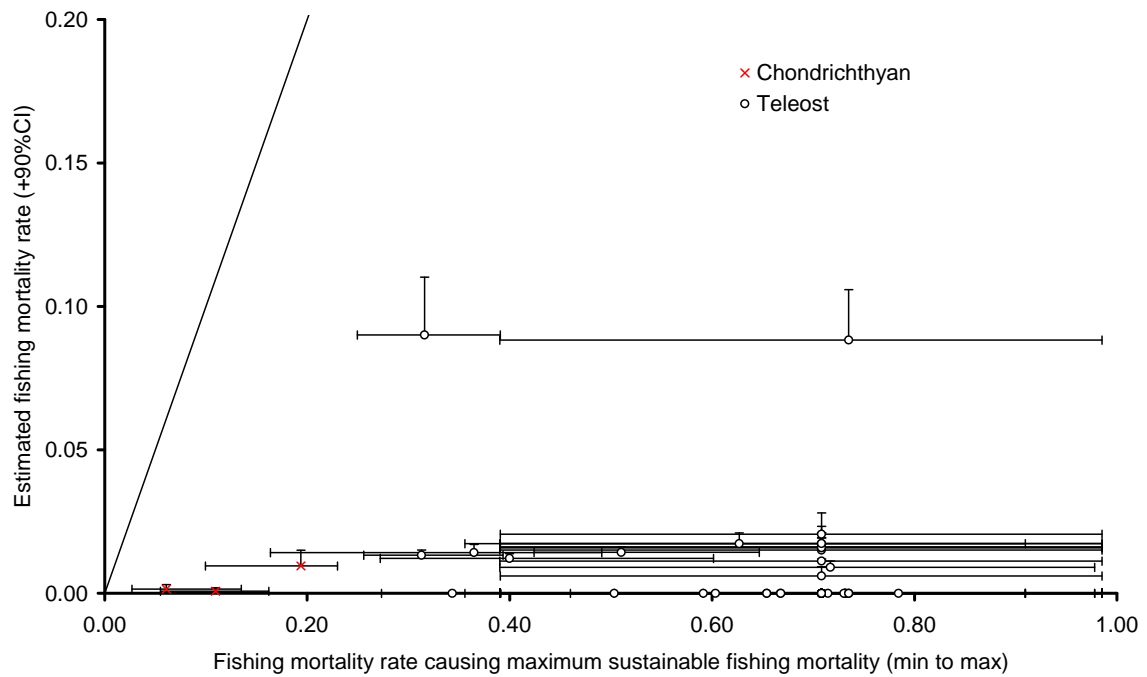 0.20
Chondrichthyan
Teleost
0.15
0.10
0.05
0.00
0.00 0.20 0.40 0.60 0.80 1.00
Estimated fishing mortality rate (+90%CI)
Fishing mortality rate causing maximum sustainable fishing mortality (min to max)